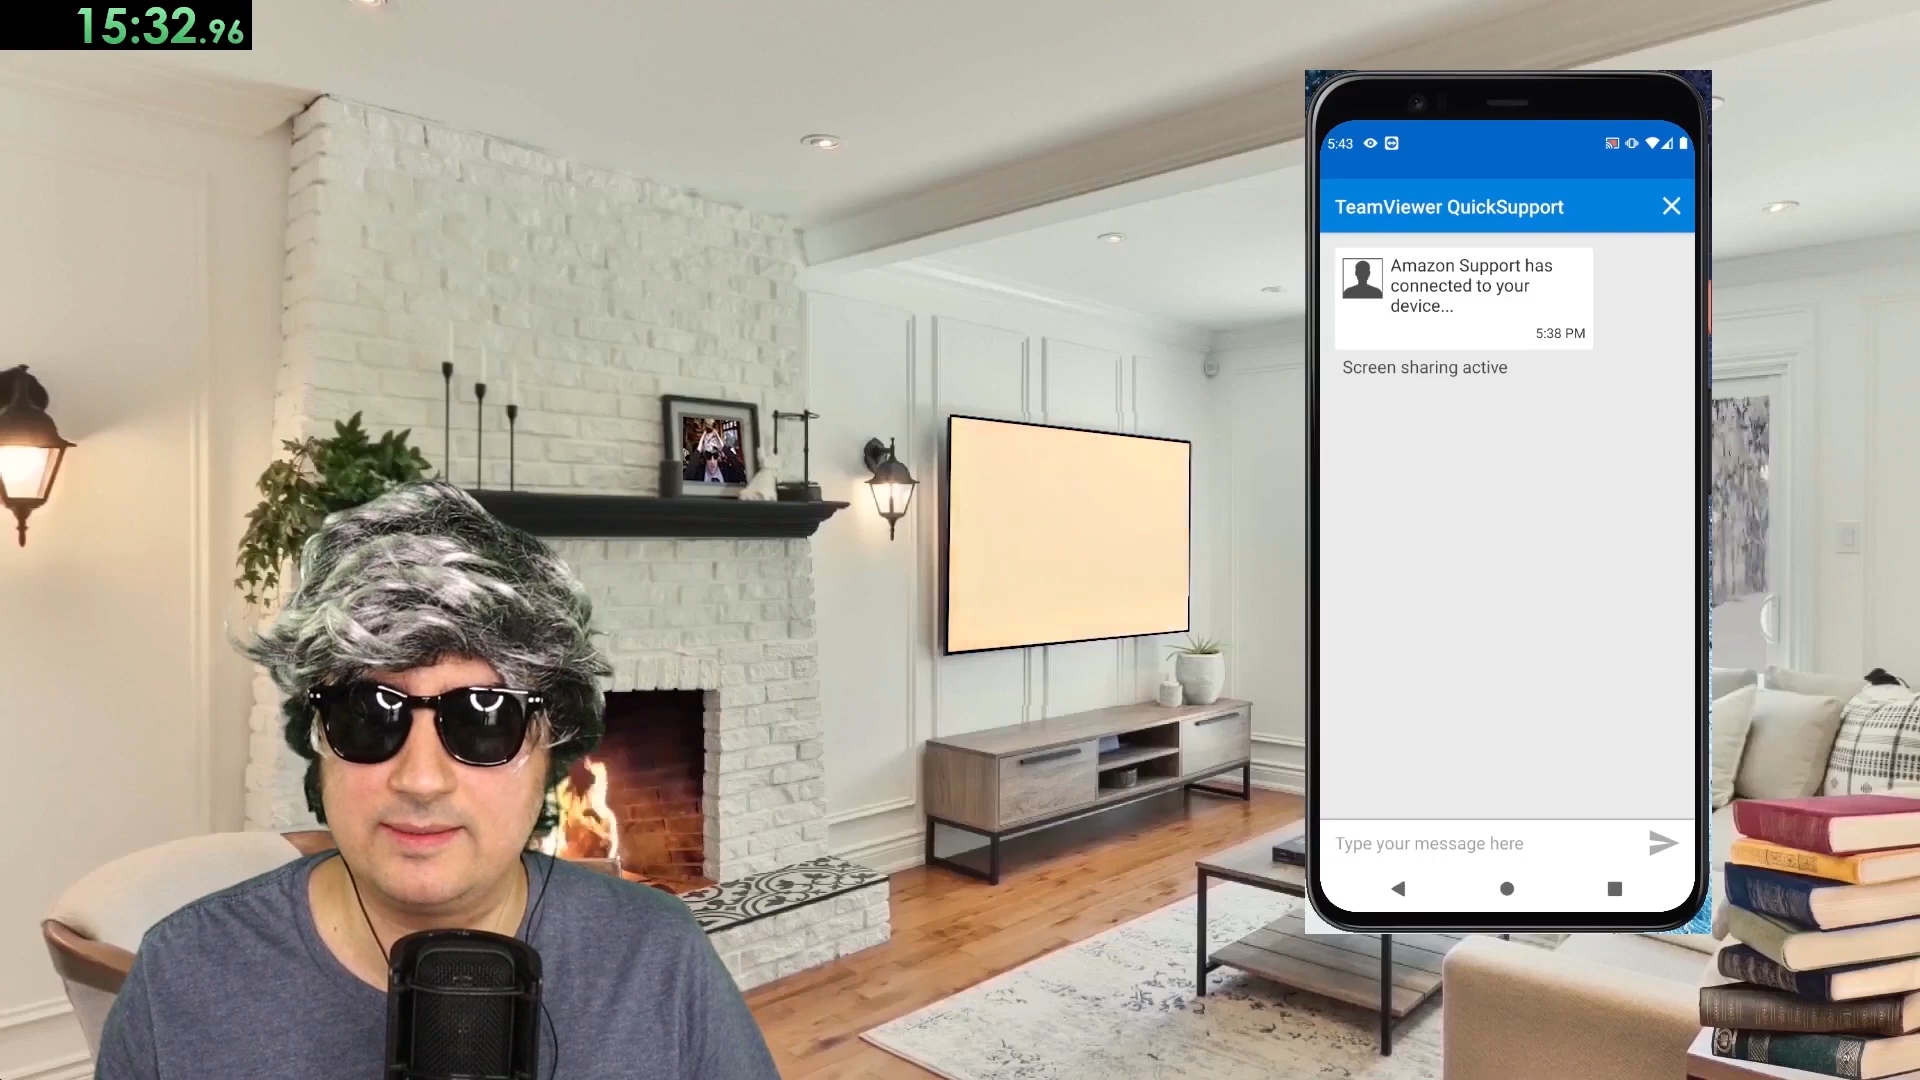 15:32.96
5:43
TeamViewer QuickSupport
Amazon Support has
connected to your
device...
5:38 PM
Screen sharing active
Type your message here